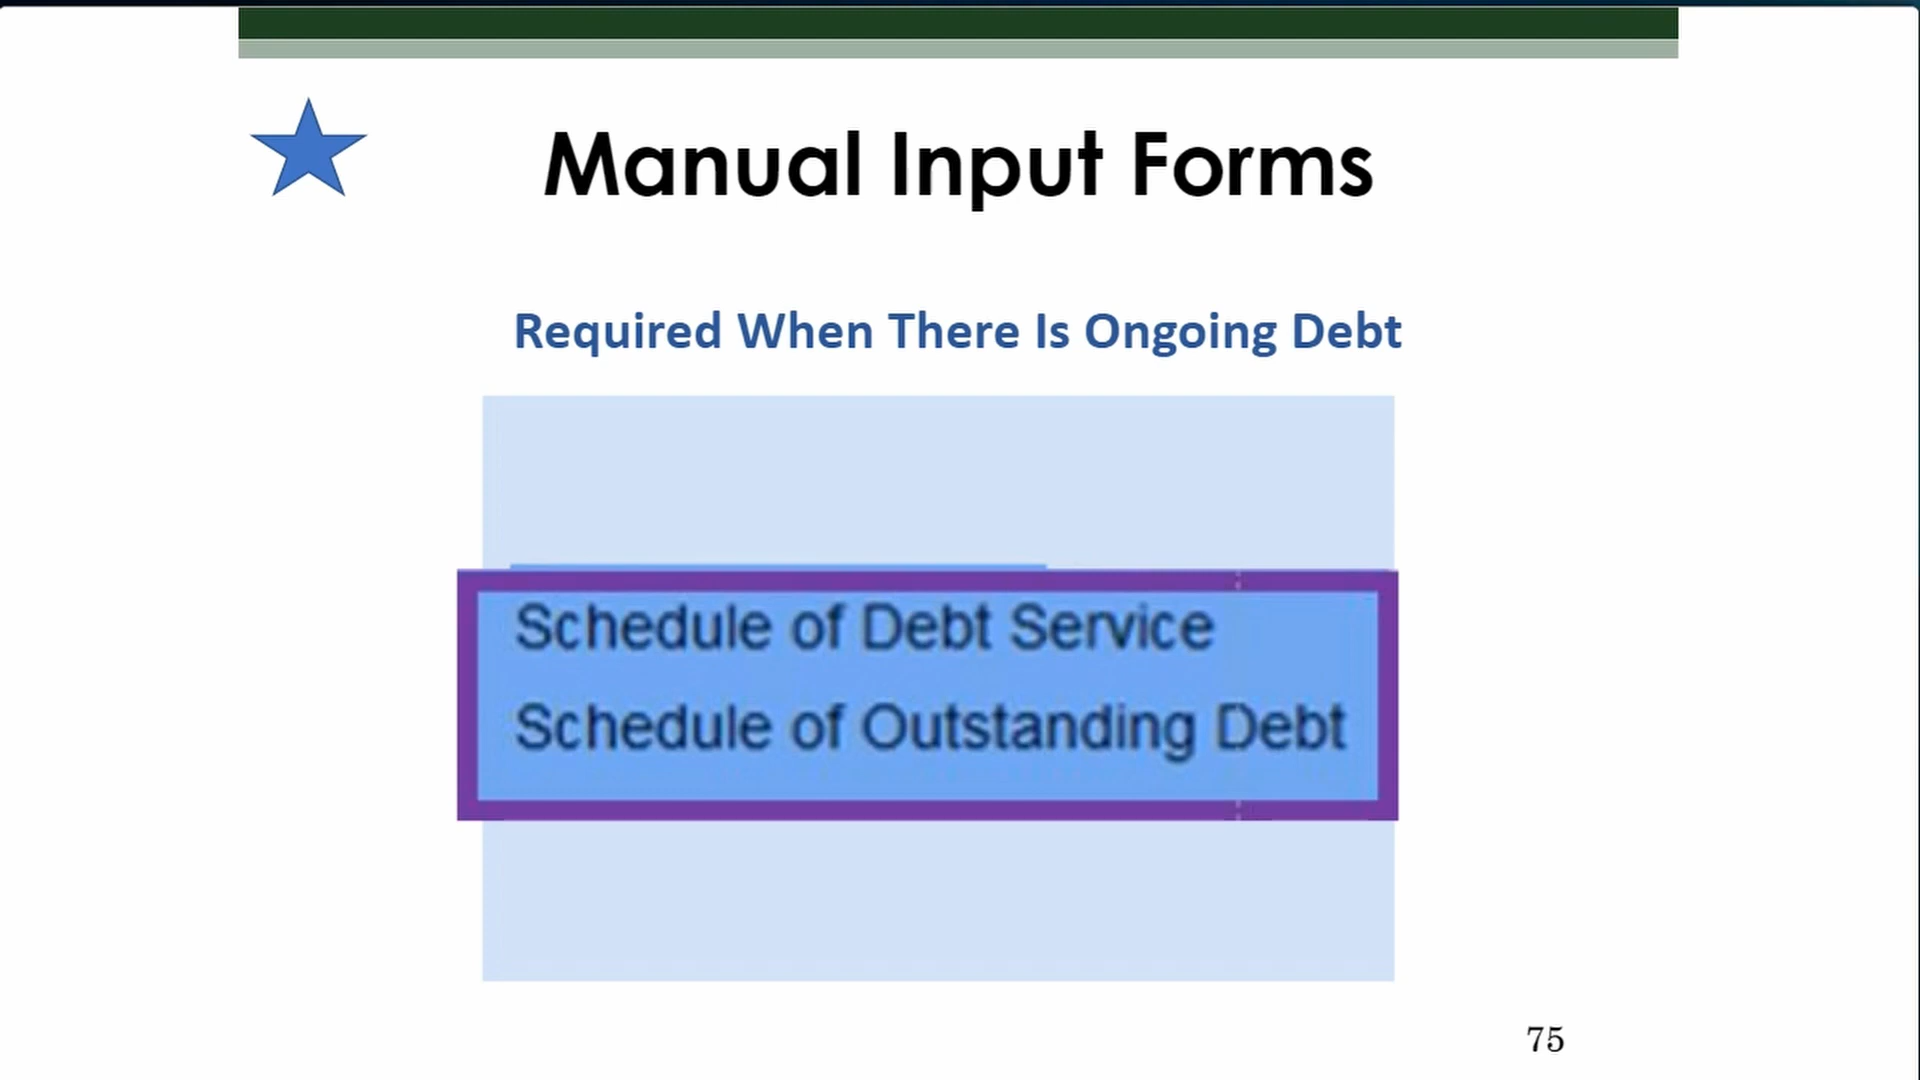 Manual Input Forms
Required When There Is Ongoing Debt
Schedule of Debt Service
Schedule of Outstanding Debt
75